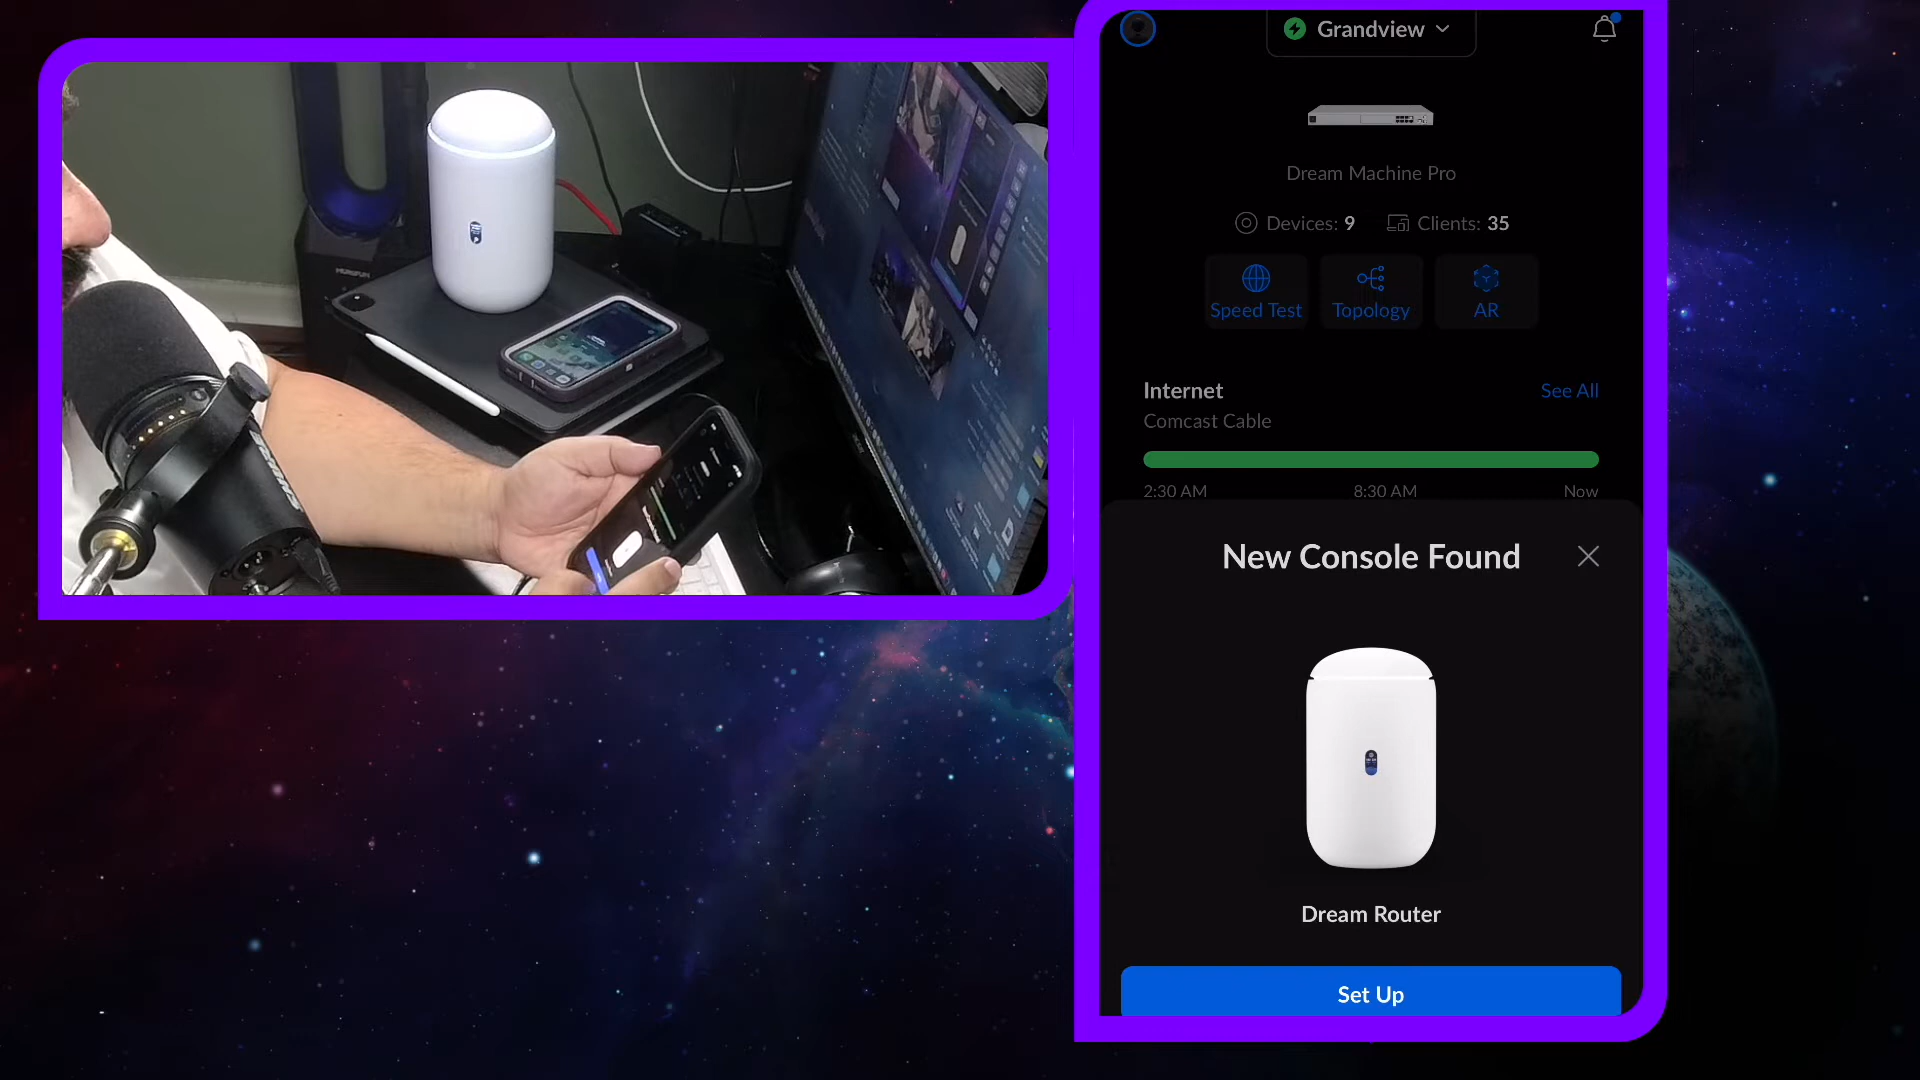 Grandview
Dream Machine Pro
Devices: 9 Clients: 35
Speed Test Topology AR
Internet See All
Comcast Cable
2:30 AM 8:30 AM Now
New Console Found
Dream Router
Set Up